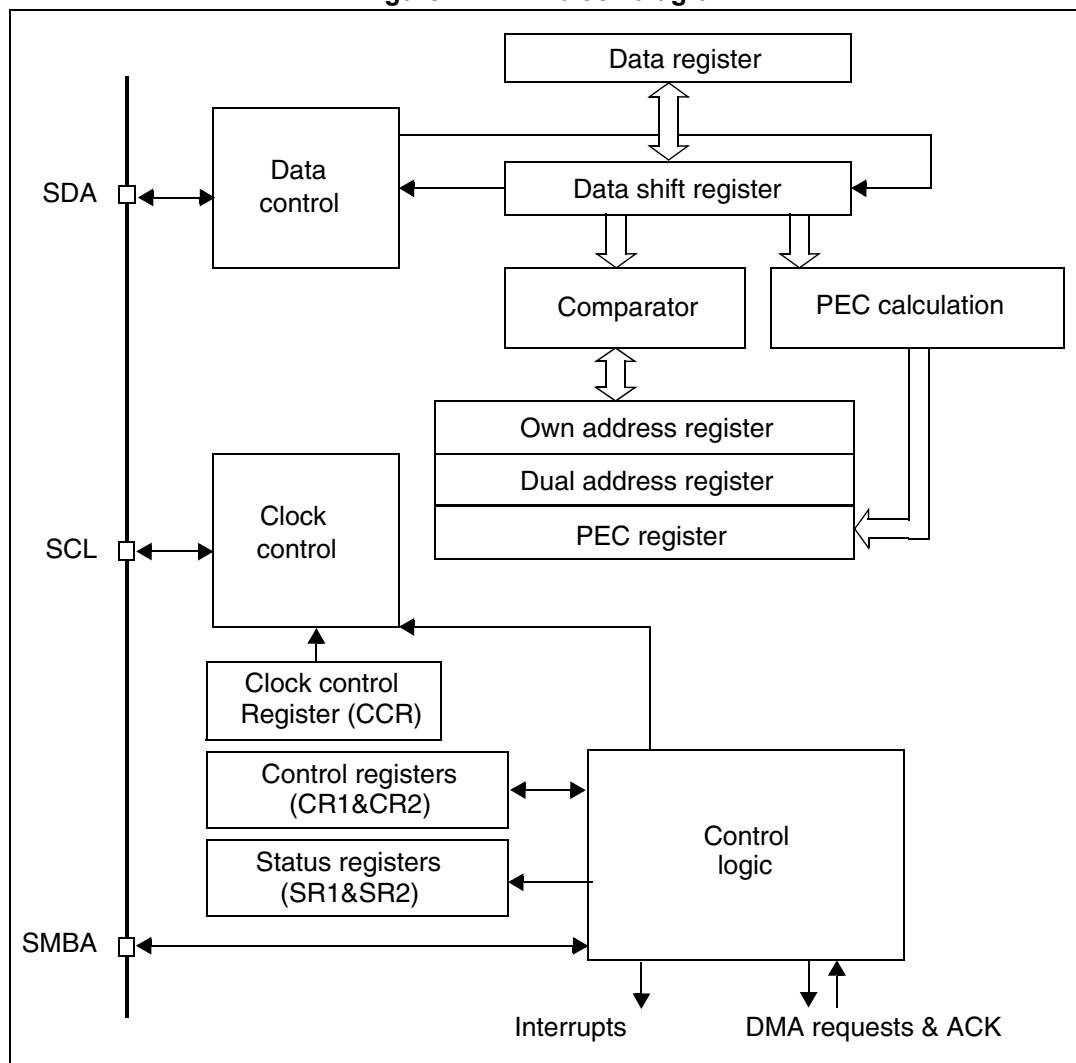 Data register
Data
control
SDA
Data shift register
Comparator
PEC calculation
Own address register
Dual address register
PEC register
Clock
control
SCL
Clock control
Register (CCR)
Control registers
(CR1&CR2)
Control
logic
Status registers
(SR1&SR2)
SMBA
Interrupts
DMA requests & ACK